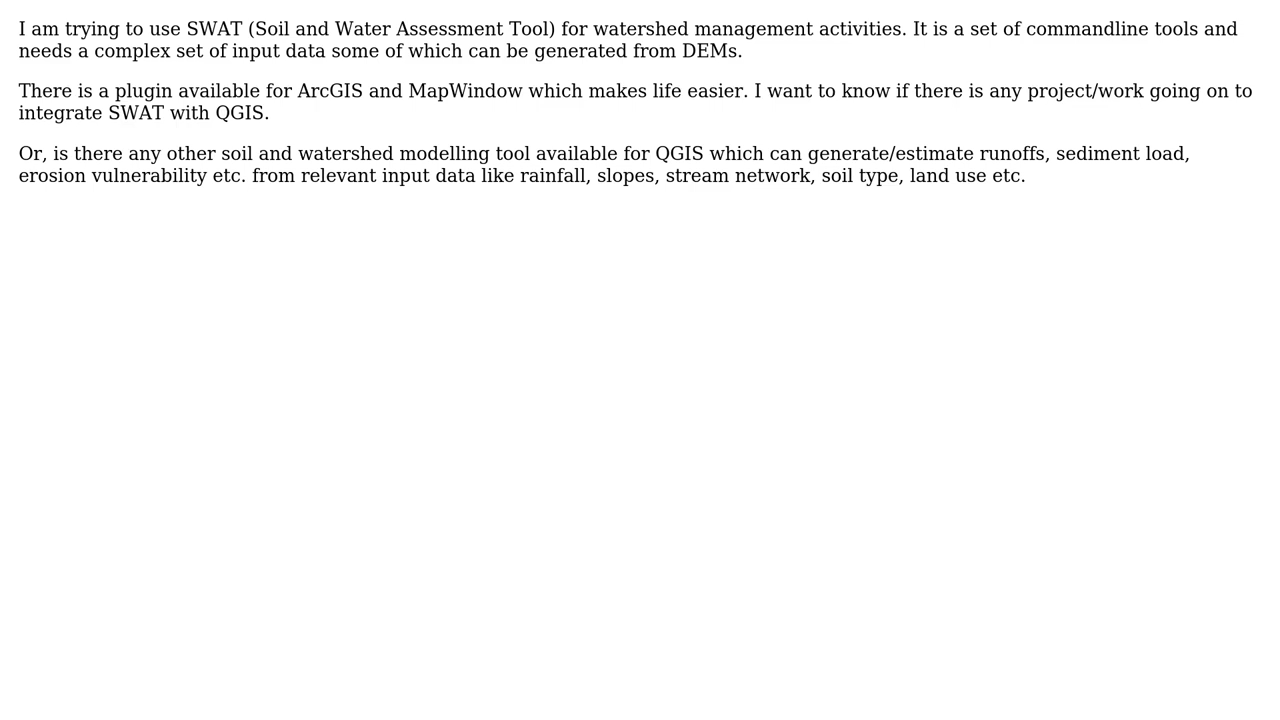 I am trying to use SWAT (Soil and Water Assessment Tool) for watershed management activities. It is a set of commandline tools and
needs a complex set of input data some of which can be generated from DEMs.
There is a plugin available for ArcGIS and MapWindow which makes life easier. I want to know if there is any project/work going on to
integrate SWAT with QGIS.
Or, is there any other soil and watershed modelling tool available for QGIS which can generate/estimate runoffs, sediment load,
erosion vulnerability etc. from relevant input data like rainfall, slopes, stream network, soil type, land use etc.